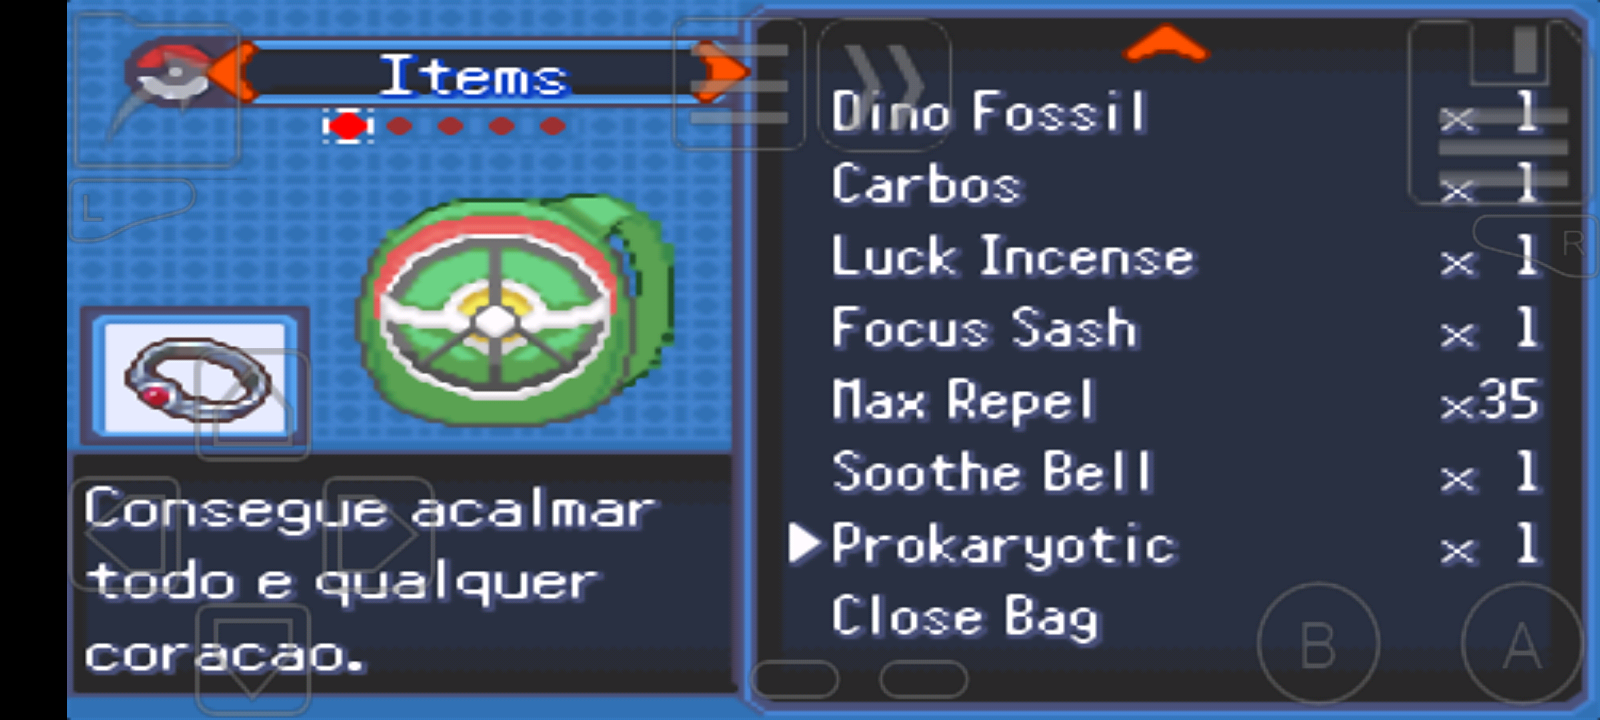 Items
L
Consegue acalmar
todo e qualquer
coracao.
Dino Fossil x 1
Carbos x 1
Luck Incense x 1
Focus Sash x 1
Max Repel x35
Soothe Bell x 1
Prokaryotic x 1
Close Bag
R
B
A